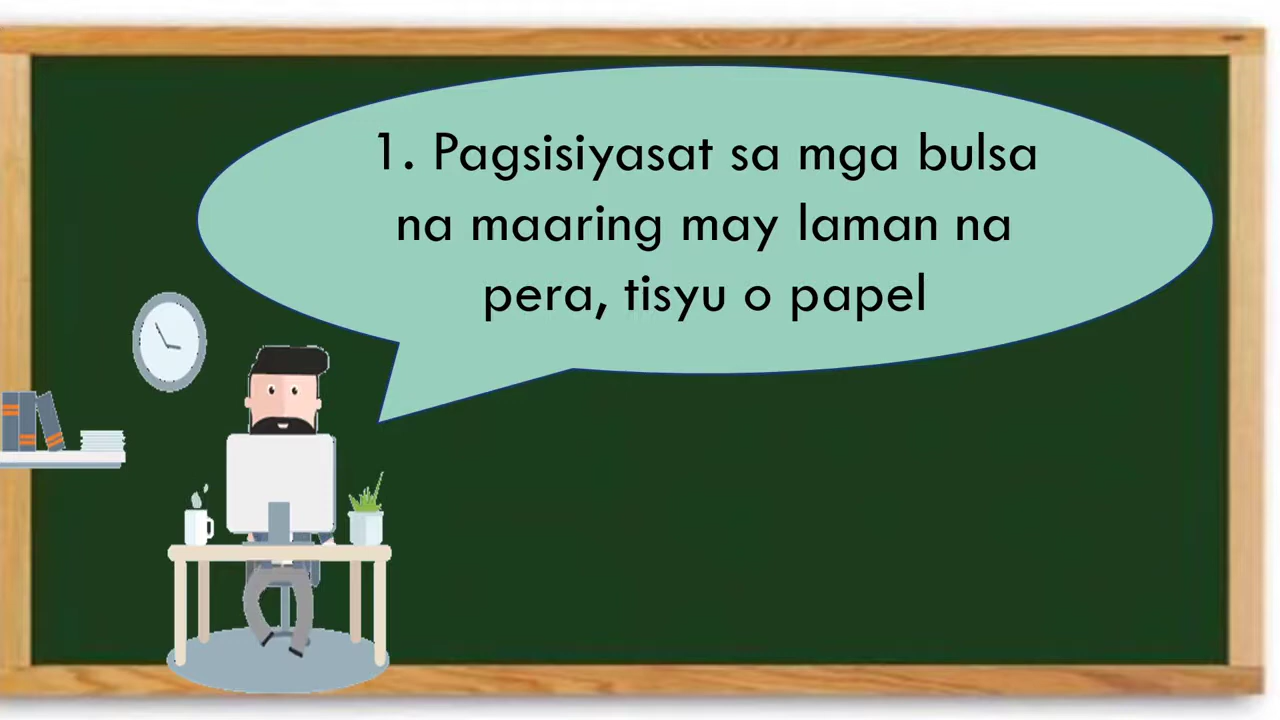 1. Pagsisiyasat sa mga bulsa
na maaring may laman na
pera, tisyu o papel